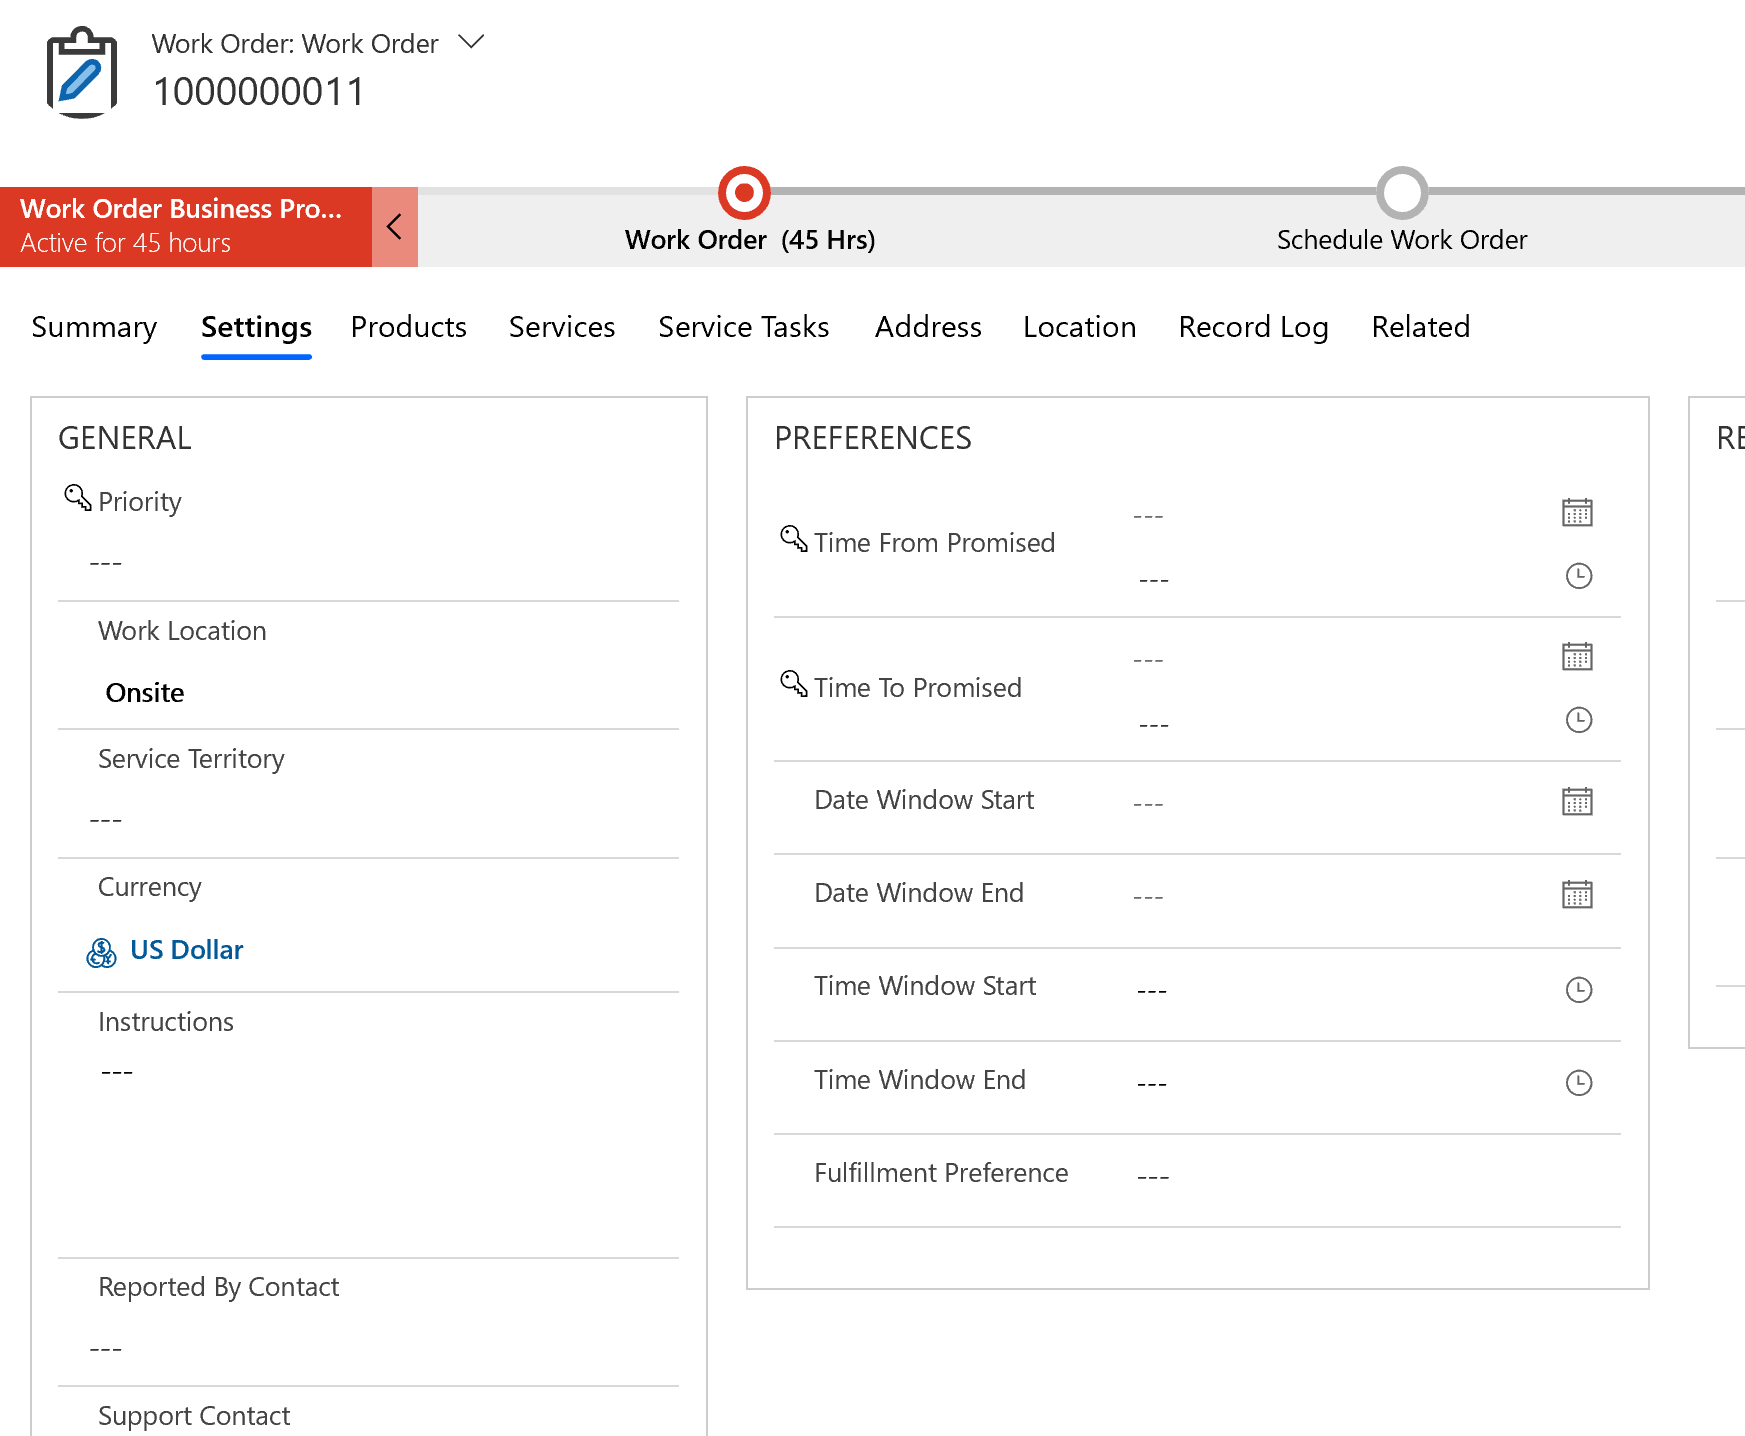 Work Order: Work Order
1000000011
Work Order Business Pro...
Active for 45 hours
Work Order (45 Hrs)
Schedule Work Order
Summary
Settings
Products
Services
Service Tasks
Address
Location
Record Log
Related
GENERAL
Priority
---
Work Location
Onsite
Service Territory
---
Currency
US Dollar
Instructions
---
Reported By Contact
---
Support Contact
PREFERENCES
Time From Promised
---
---
Time To Promised
---
---
Date Window Start
---
Date Window End
---
Time Window Start
---
Time Window End
---
Fulfillment Preference
---
RE